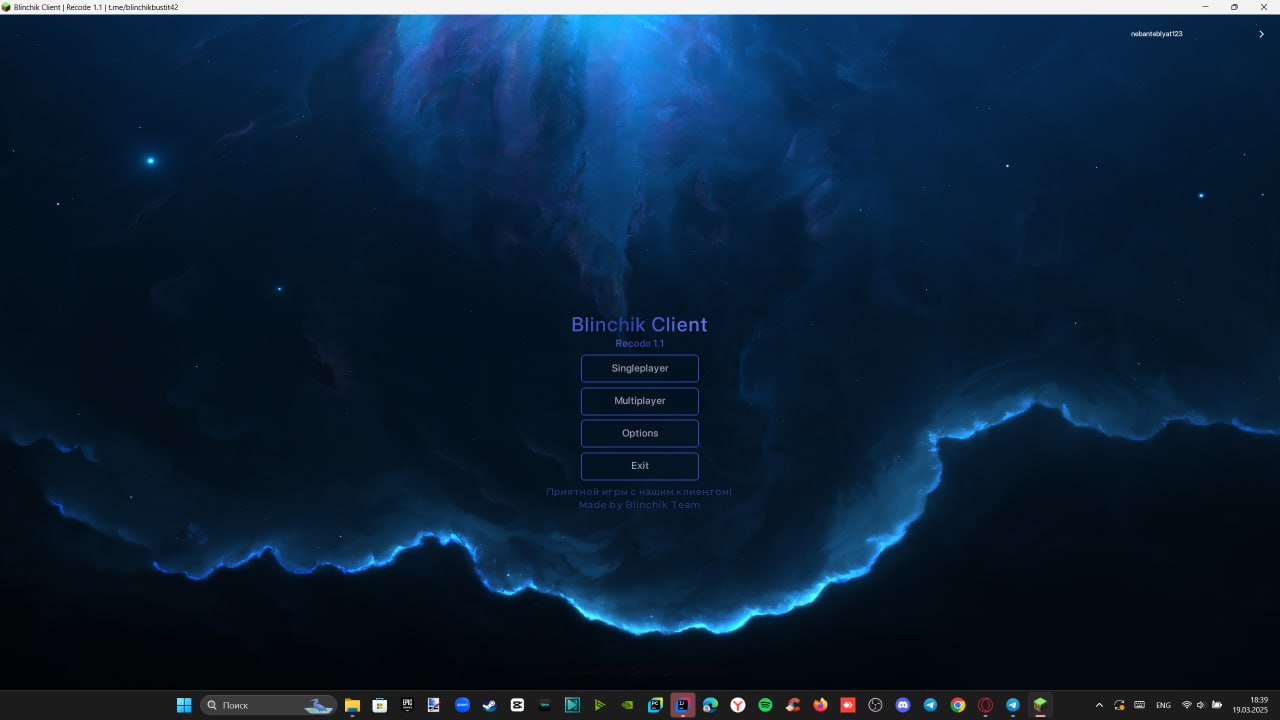 Blinchik Client | Recode 1.1 | t.me/blinchikbustit42
nebanteblyat123
Blinchik Client
Recode 1.1
Singleplayer
Multiplayer
Options
Exit
Приятной игры с нашим клиентом!
Made by Blinchik Team
Поиск
ENG
18:39
19.03.2025